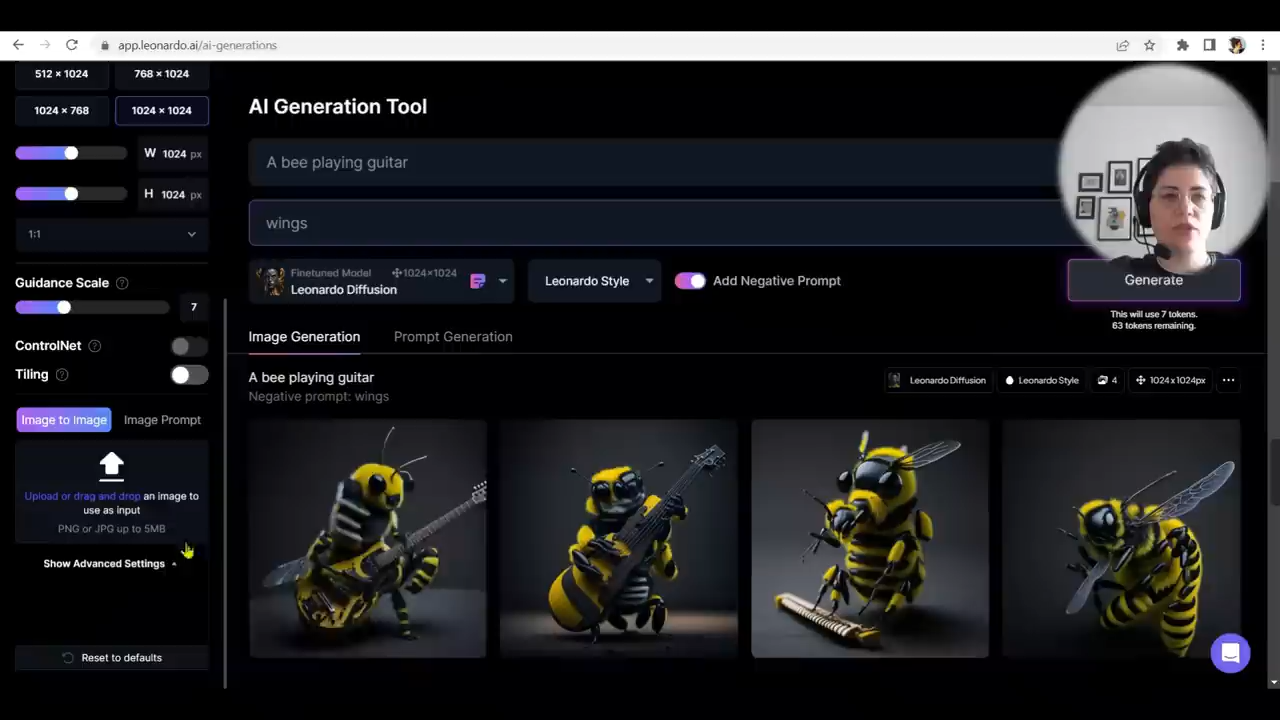 app.leonardo.ai/ai-generations
512 × 1024
768 × 1024
1024 × 768
1024 × 1024
W 1024 px
H 1024 px
1:1
Guidance Scale ?
7
ControlNet ?
Tiling ?
Image to Image
Image Prompt
Upload or drag and drop an image to
use as input
PNG or JPG up to 5MB
Show Advanced Settings
Reset to defaults
AI Generation Tool
A bee playing guitar
wings
Finetuned Model
1024×1024
Leonardo Diffusion
Leonardo Style
Add Negative Prompt
Generate
This will use 7 tokens.
63 tokens remaining.
Image Generation
Prompt Generation
A bee playing guitar
Negative prompt: wings
Leonardo Diffusion
Leonardo Style
4
1024x1024px